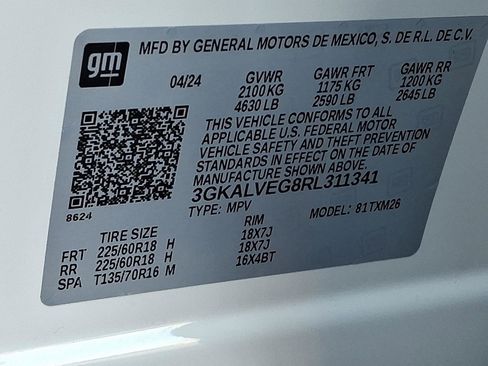 gm
MFD BY GENERAL MOTORS DE MEXICO, S. DE R.L. DE C.V.
04/24 GVWR GAWR FRT GAWR RR
2100 KG 1175 KG 1200 KG
4630 LB 2590 LB 2645 LB
THIS VEHICLE CONFORMS TO ALL
APPLICABLE U.S. FEDERAL MOTOR
VEHICLE SAFETY AND THEFT PREVENTION
STANDARDS IN EFFECT ON THE DATE OF
MANUFACTURE SHOWN ABOVE.
3GKALVEG8RL311341
8624 TYPE: MPV MODEL: 81TXM26
TIRE SIZE RIM
FRT 225/60R18 H 18X7J
RR 225/60R18 H 18X7J
SPA T135/70R16 M 16X4BT